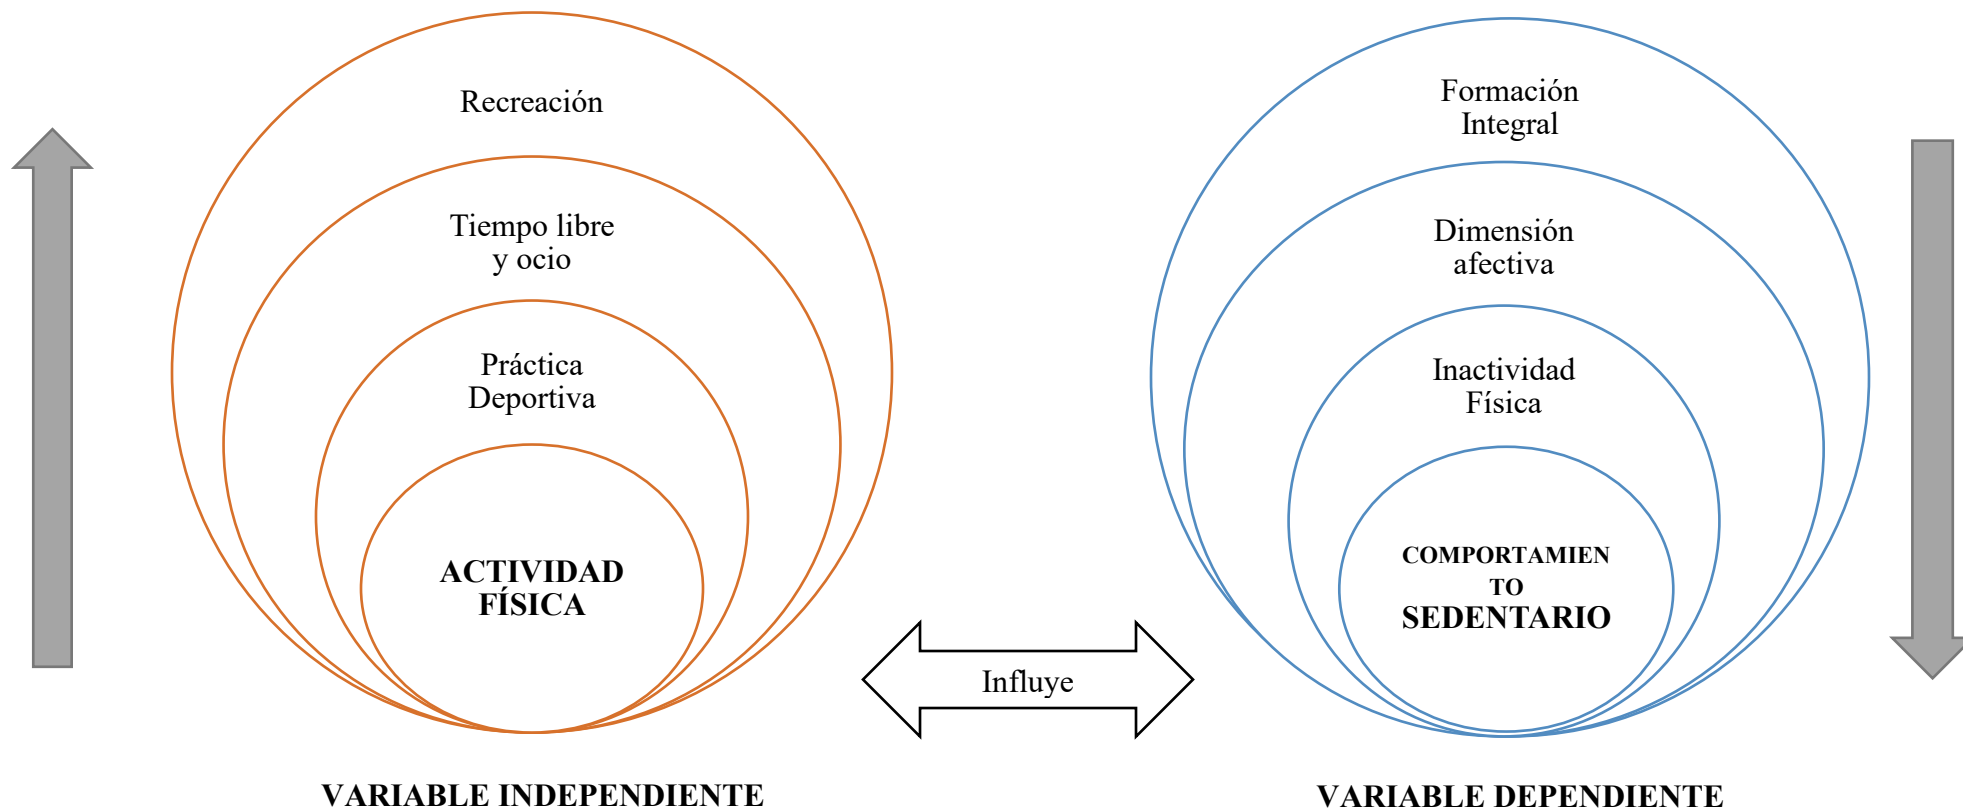 Recreación
Tiempo libre
y ocio
Práctica
Deportiva
ACTIVIDAD
FÍSICA
VARIABLE INDEPENDIENTE
Influye
Formación
Integral
Dimensión
afectiva
Inactividad
Física
COMPORTAMIEN
TO
SEDENTARIO
VARIABLE DEPENDIENTE